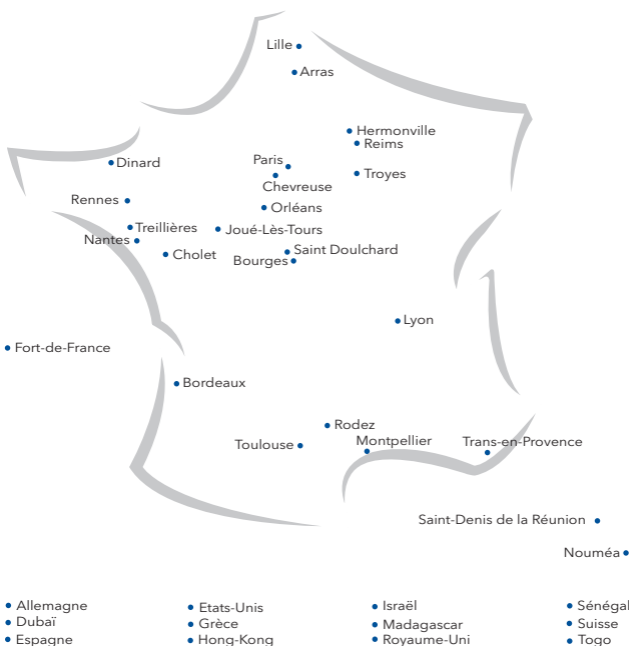 Lille
Arras
Hermonville
Reims
Dinard
Paris
Troyes
Chevreuse
Rennes
Orléans
Treillières
Joué-Lès-Tours
Nantes
Cholet
Saint Doulchard
Bourges
Lyon
Fort-de-France
Bordeaux
Rodez
Toulouse
Montpellier
Trans-en-Provence
Saint-Denis de la Réunion
Nouméa
Allemagne
Dubaï
Espagne
Etats-Unis
Grèce
Hong-Kong
Israël
Madagascar
Royaume-Uni
Sénégal
Suisse
Togo